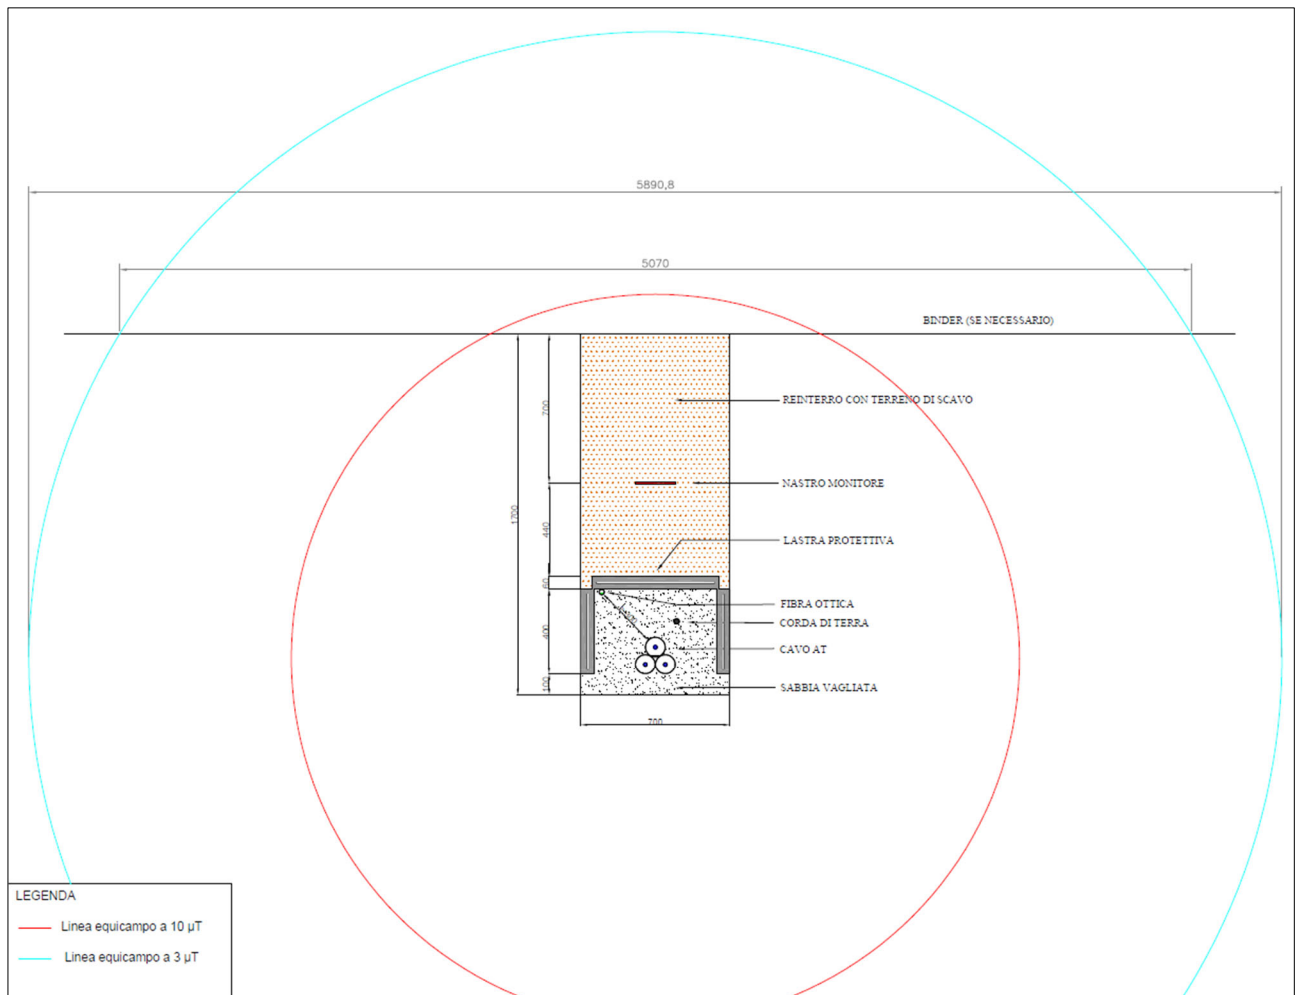 5890,8
5070
BINDER (SE NECESSARIO)
REINTERRO CON TERRENO DI SCAVO
700
NASTRO MONITORE
1700
440
LASTRA PROTETTIVA
60
FIBRA OTTICA
CORDA DI TERRA
400
CAVO AT
100
SABBIA VAGLIATA
700
LEGENDA
Linea equicampo a 10 µT
Linea equicampo a 3 µT